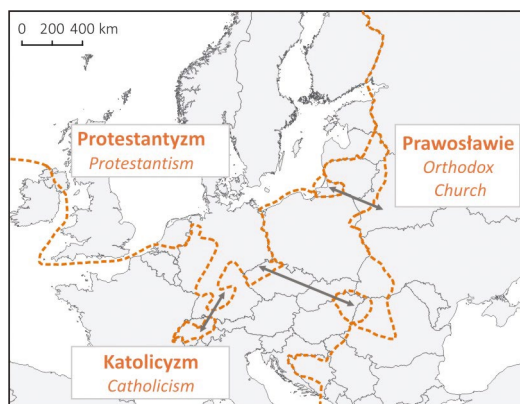 0 200 400 km
Protestantyzm
Protestantism
Prawosławie
Orthodox
Church
Katolicyzm
Catholicism